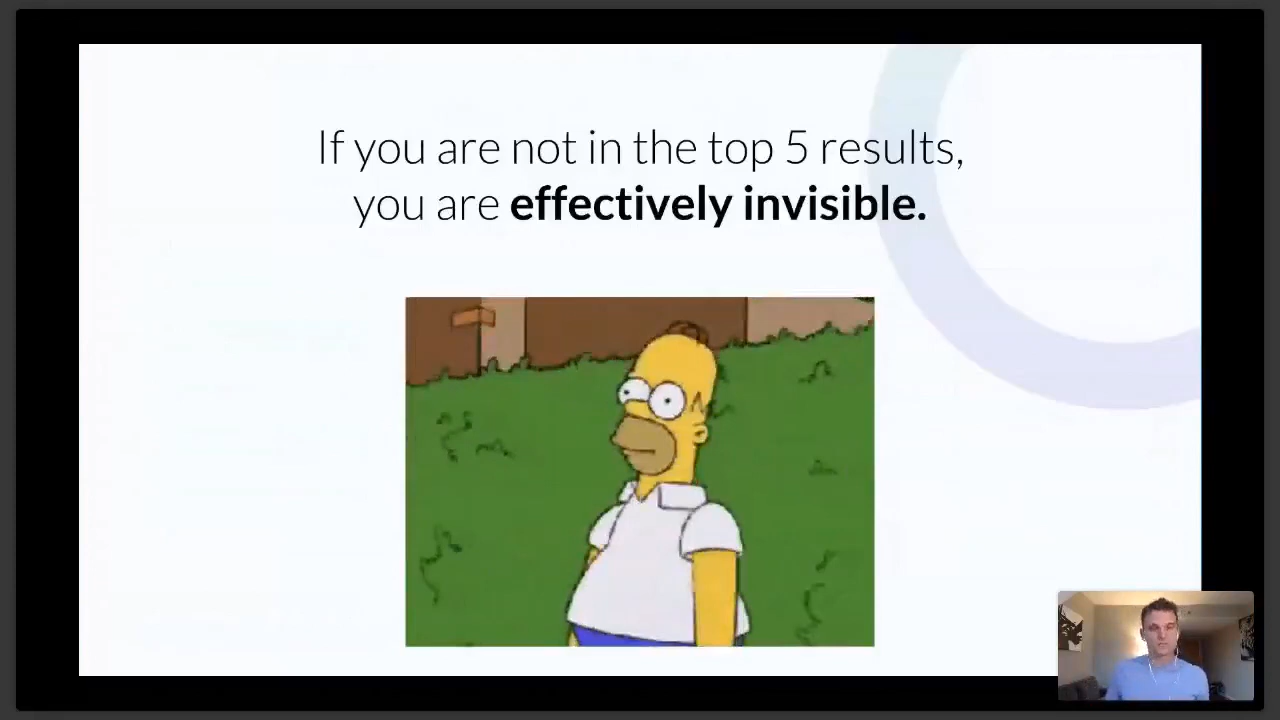 If you are not in the top 5 results,
you are effectively invisible.